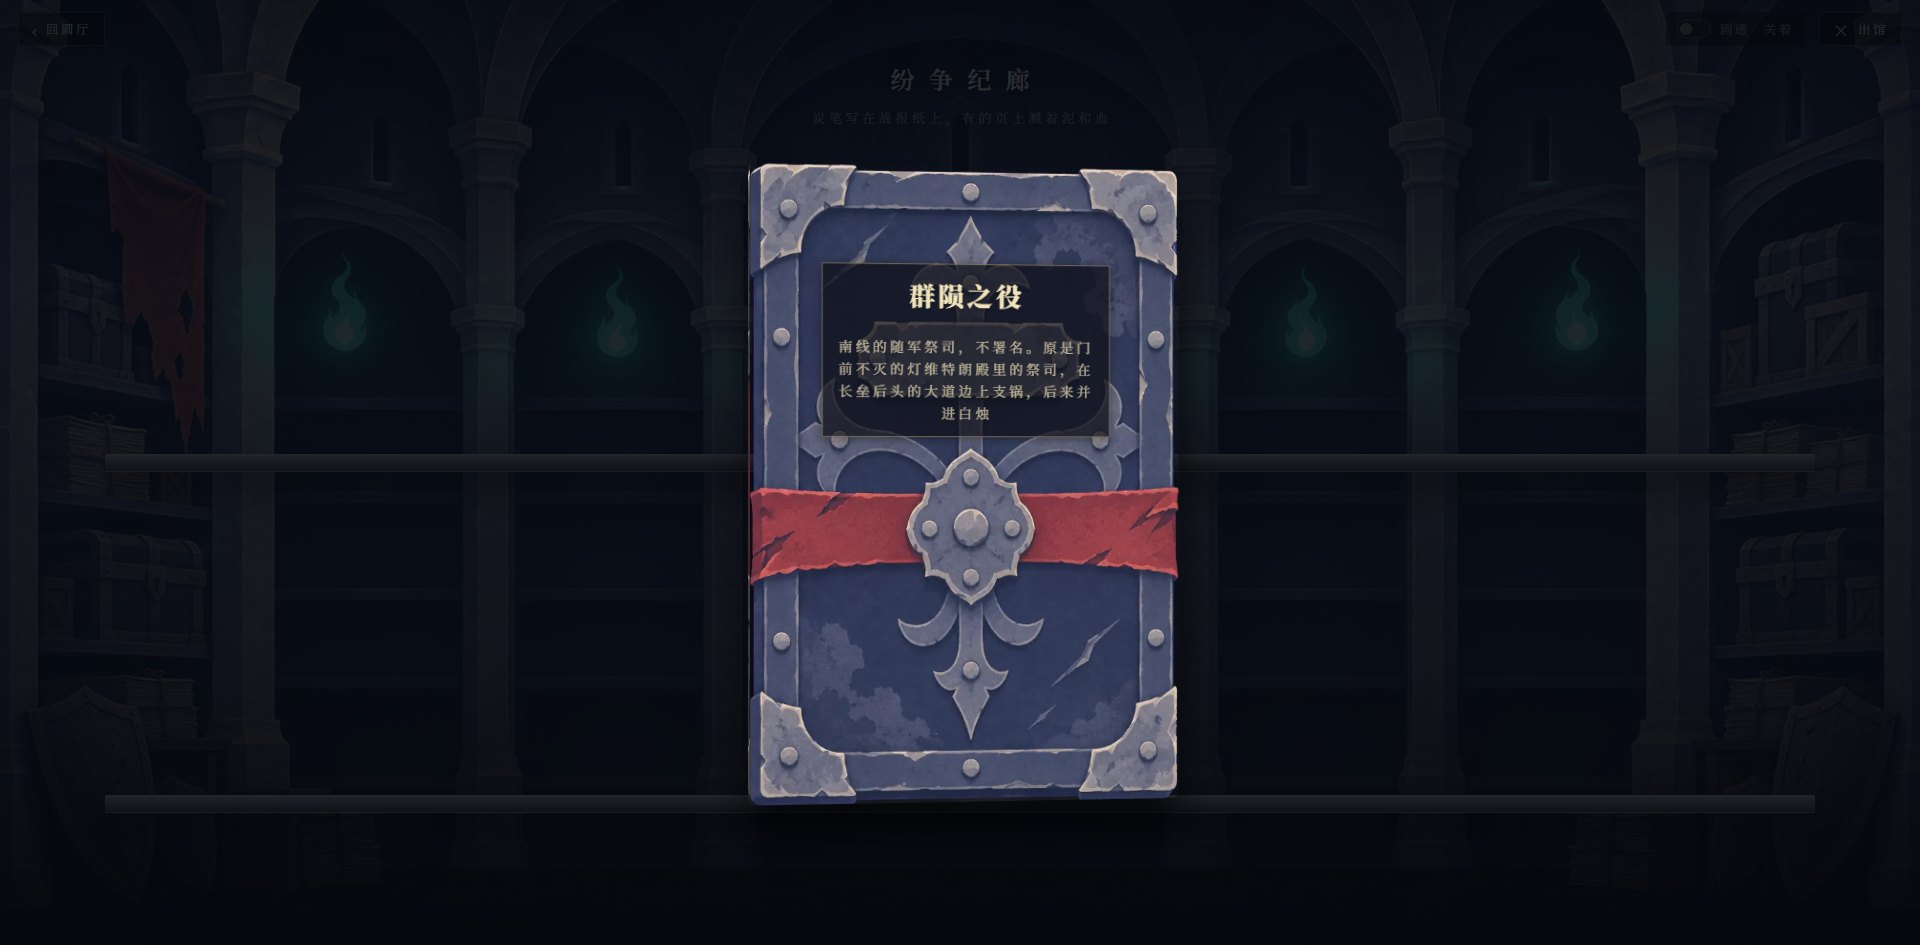 回圆厅
剧透 关着
出馆
纷争纪廊
炭笔写在战报纸上，有的页上溅着泥和血
群陨之役
南线的随军祭司，不署名。原是门
前不灭的灯维特朗殿里的祭司，在
长垒后头的大道边上支锅，后来并
进白烛